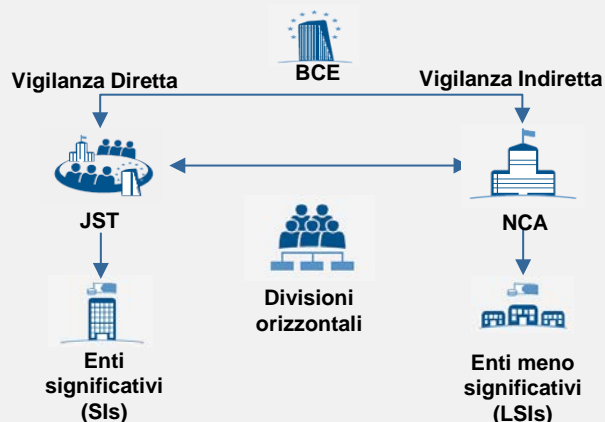 BCE
Vigilanza Diretta
Vigilanza Indiretta
JST
NCA
Divisioni
orizzontali
Enti
significativi
(SIs)
Enti meno
significativi
(LSIs)